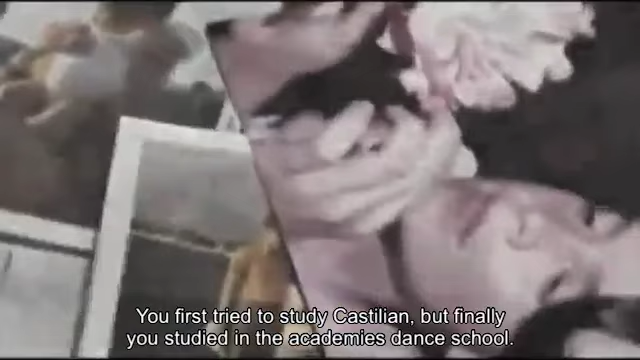 You first tried to study Castilian, but finally
you studied in the academies dance school.